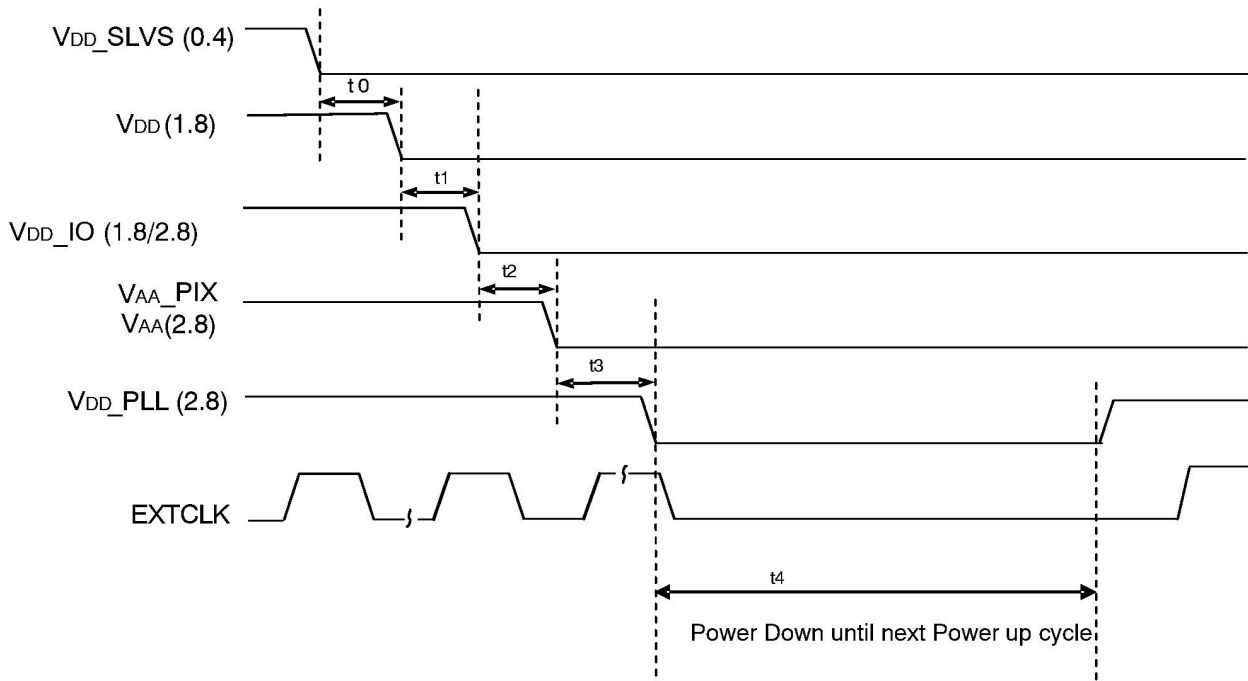 VDD_SLVS (0.4)
t0
VDD (1.8)
t1
VDD_IO (1.8/2.8)
t2
VAA_PIX
VAA(2.8)
t3
VDD_PLL (2.8)
EXTCLK
t4
Power Down until next Power up cycle